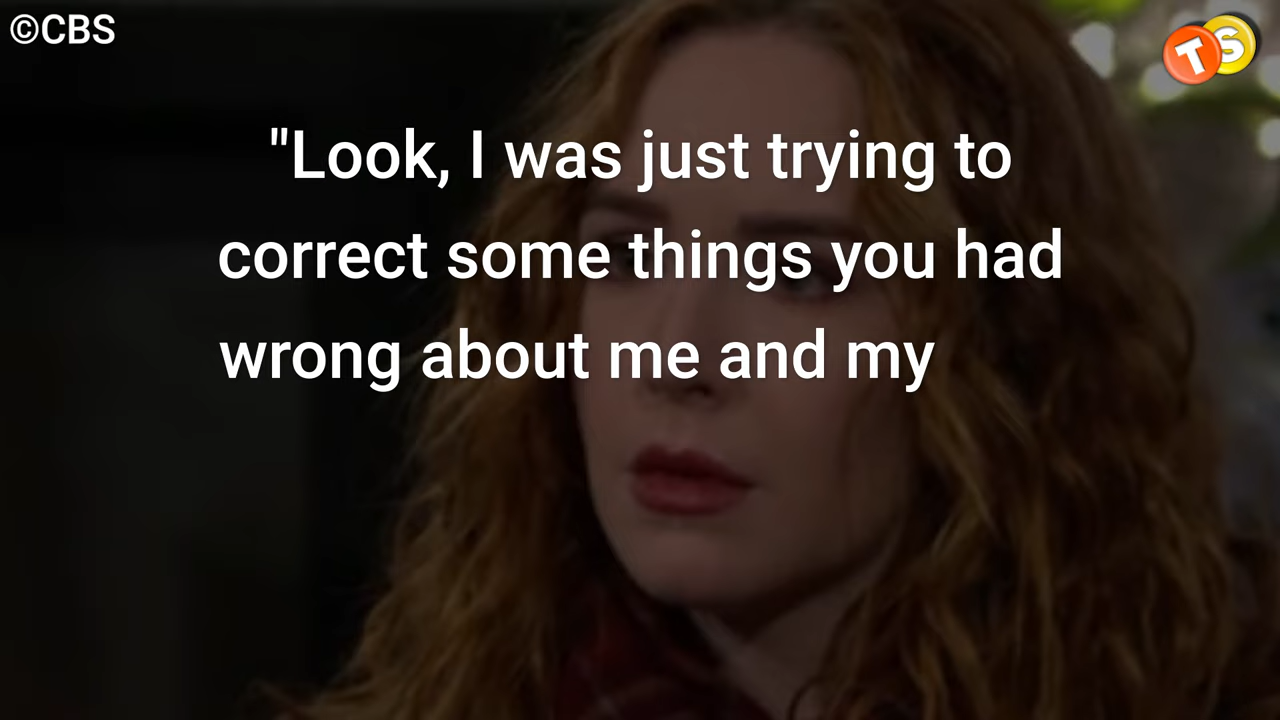 ©CBS
TS
"Look, I was just trying to
correct some things you had
wrong about me and my